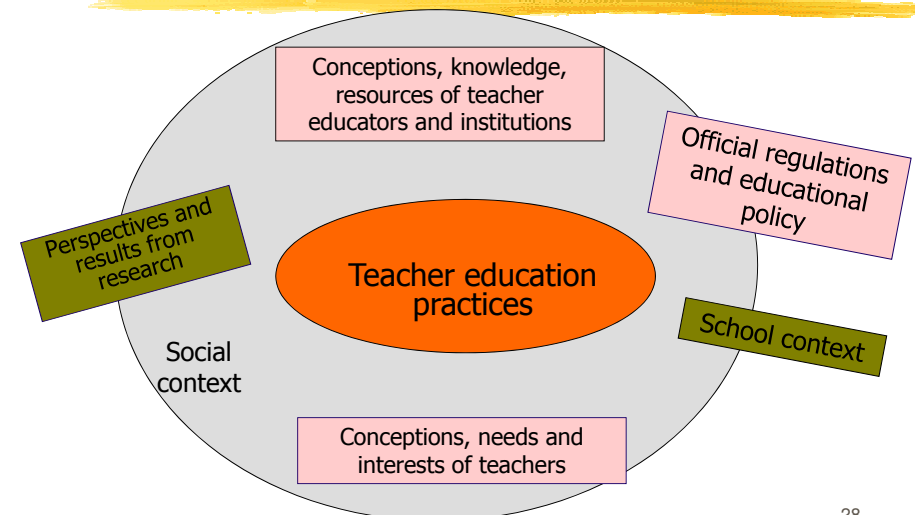 Conceptions, knowledge,
resources of teacher
educators and institutions
Official regulations
and educational
policy
Perspectives and
results from
research
Teacher education
practices
School context
Social
context
Conceptions, needs and
interests of teachers
28